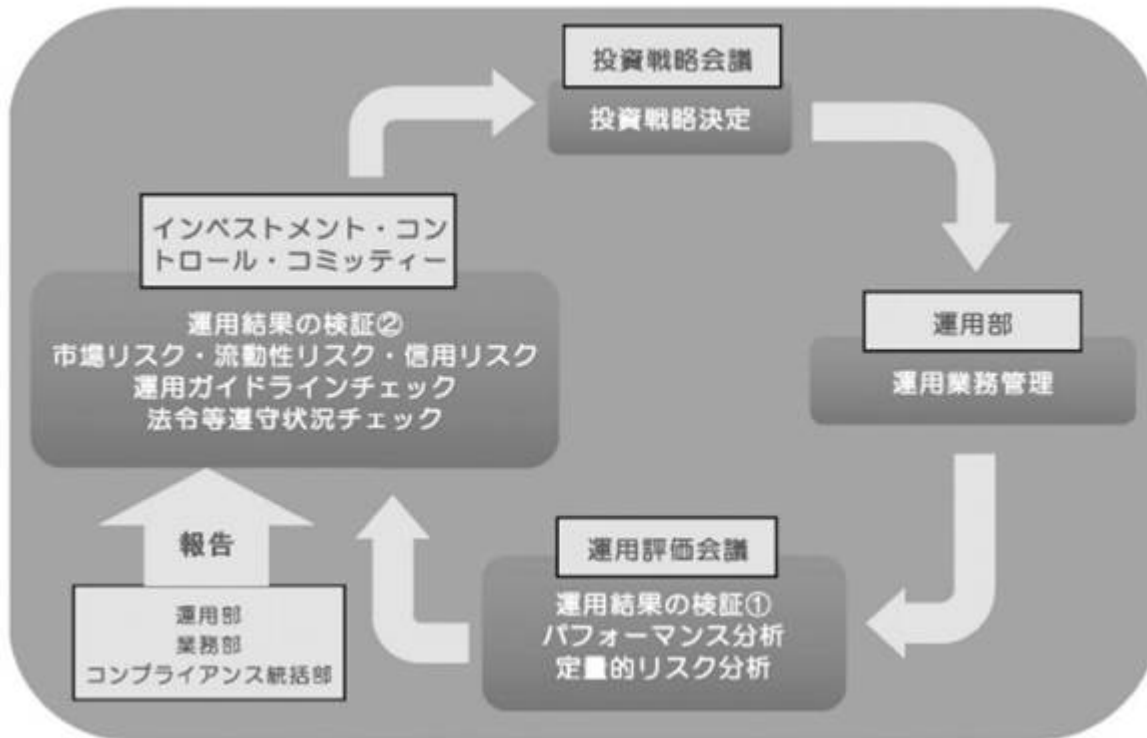 投資戦略会議
投資戦略決定
運用部
運用業務管理
運用評価会議
運用結果の検証①
パフォーマンス分析
定量的リスク分析
インベストメント・コン
トロール・コミッティー
運用結果の検証②
市場リスク・流動性リスク・信用リスク
運用ガイドラインチェック
法令等遵守状況チェック
報告
運用部
業務部
コンプライアンス統括部